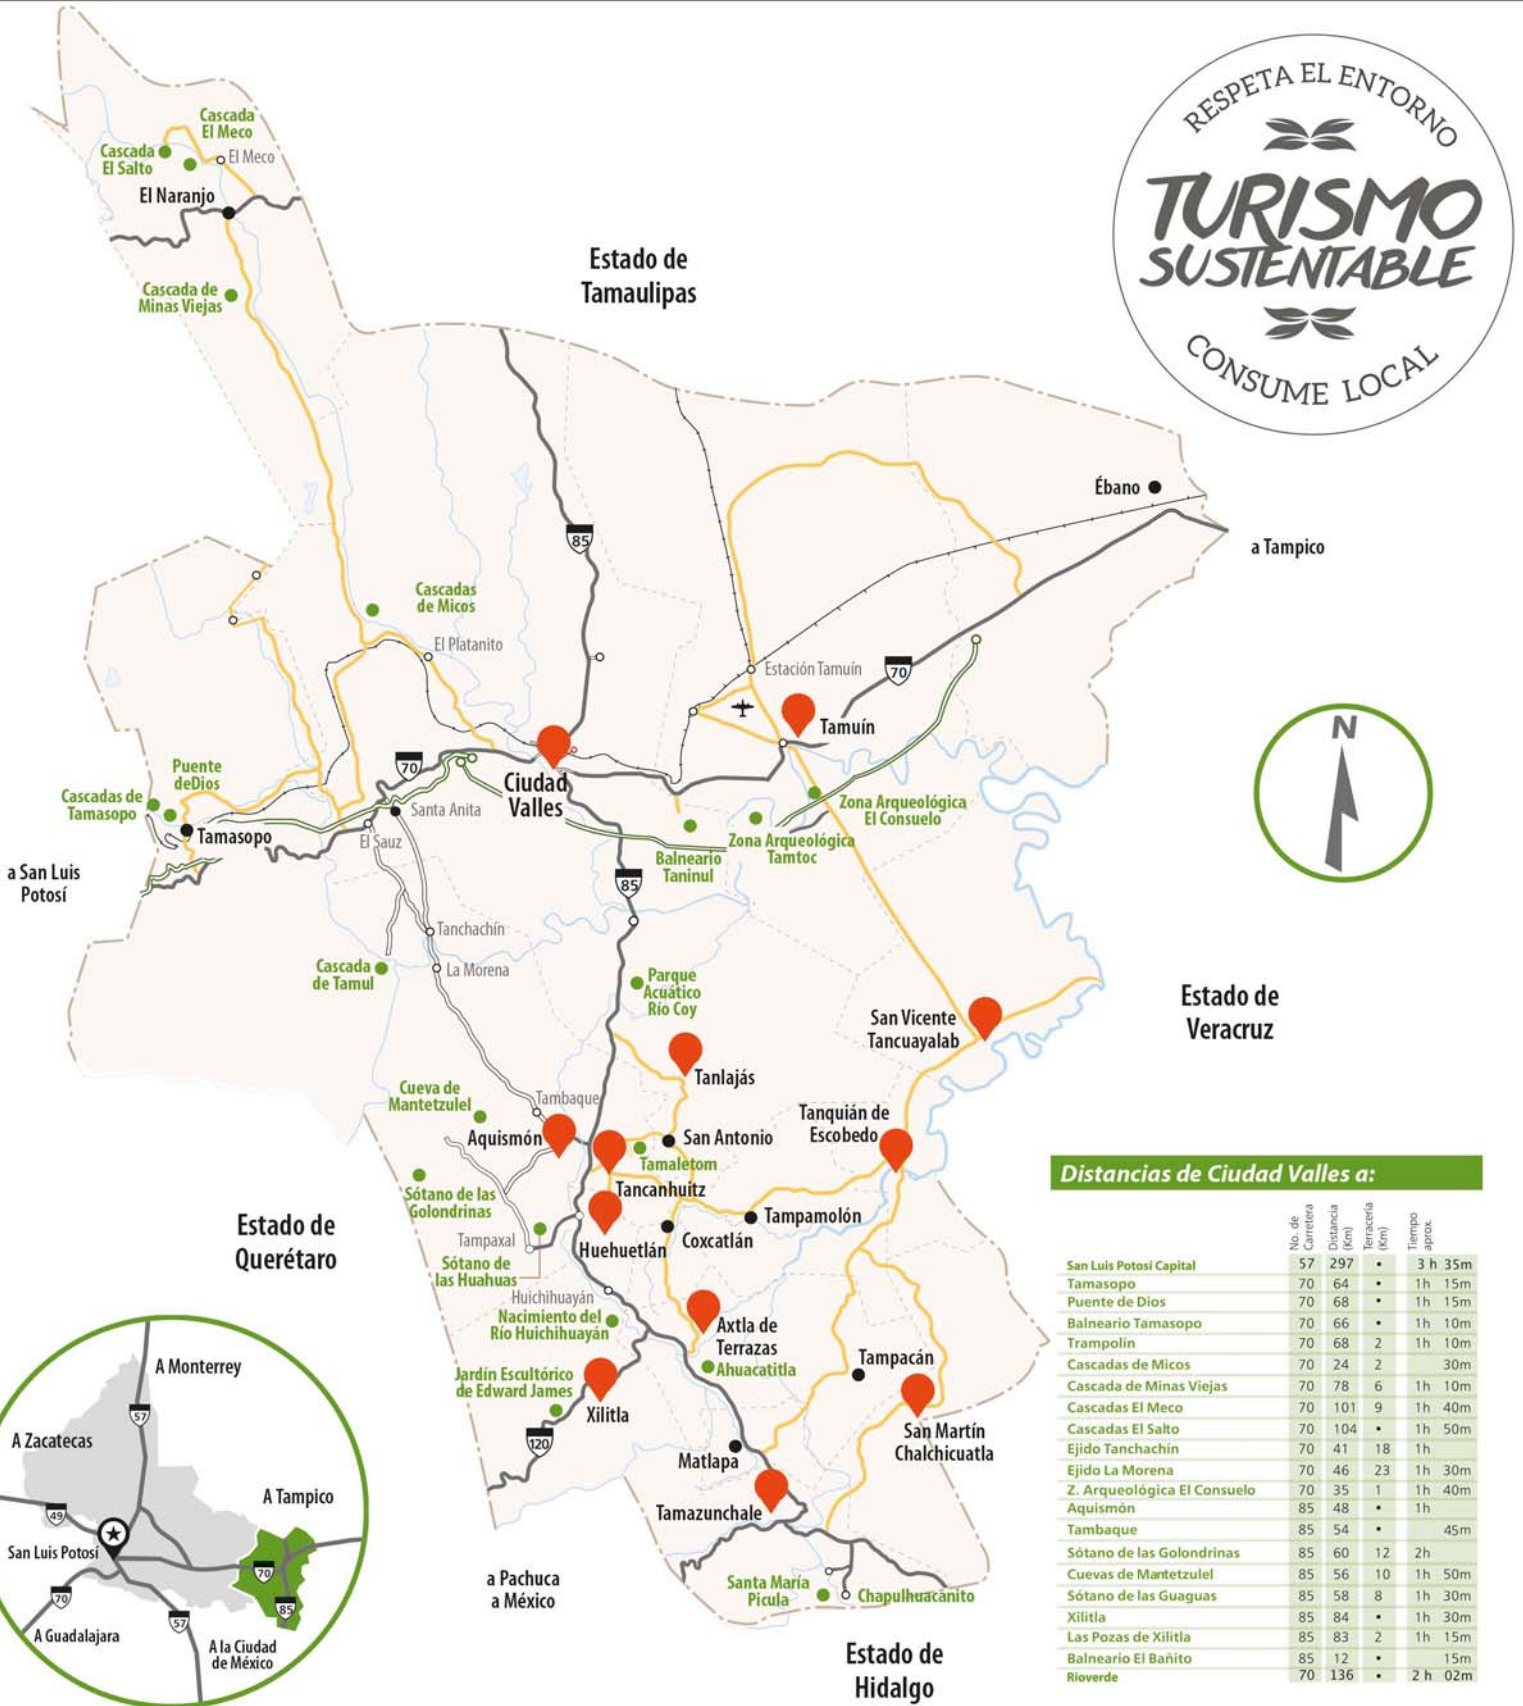 RESPETA EL ENTORNO
TURISMO
SUSTENTABLE
CONSUME LOCAL
Cascada
El Meco
Cascada
El Salto
El Meco
El Naranjo
Cascada de
Minas Viejas
Estado de
Tamaulipas
Ébano
85
a Tampico
Cascadas
de Micos
El Platanito
Estación Tamuín
70
Tamuín
N
70
Puente
deDios
Ciudad
Valles
Cascadas de
Tamasopo
Santa Anita
Zona Arqueológica
El Consuelo
Tamasopo
El Sauz
Zona Arqueológica
Tamtoc
Balneario
Taninul
a San Luis
Potosí
85
Tanchachín
Cascada
de Tamul
La Morena
Parque
Acuático
Río Coy
San Vicente
Tancuayalab
Estado de
Veracruz
Tanlajás
Cueva de
Mantetzulel
Tambaque
Tanquián de
Escobedo
Aquismón
San Antonio
Tamaletom
Tancanhuitz
Sótano de las
Golondrinas
Tampamolón
Estado de
Querétaro
Tampaxal
Huehuetlán
Coxcatlán
Sótano de
las Huahuas
Huichihuayán
Nacimiento del
Río Huichihuayán
Axtla de
Terrazas
Ahuacatitla
Tampacán
Jardín Escultórico
de Edward James
Xilitla
120
San Martín
Chalchicuatla
Matlapa
Tamazunchale
a Pachuca
a México
Santa María
Picula
Chapulhuacanito
Estado de
Hidalgo
A Monterrey
57
A Zacatecas
A Tampico
49
San Luis Potosí
70
70
85
57
A Guadalajara
A la Ciudad
de México
Distancias de Ciudad Valles a:
No. de Carretera Distancia (Km) Terracería (Km) Tiempo aprox.
San Luis Potosí Capital 57 297 • 3 h 35m
Tamasopo 70 64 • 1h 15m
Puente de Dios 70 68 • 1h 15m
Balneario Tamasopo 70 66 • 1h 10m
Trampolín 70 68 2 1h 10m
Cascadas de Micos 70 24 2 30m
Cascada de Minas Viejas 70 78 6 1h 10m
Cascadas El Meco 70 101 9 1h 40m
Cascadas El Salto 70 104 • 1h 50m
Ejido Tanchachín 70 41 18 1h
Ejido La Morena 70 46 23 1h 30m
Z. Arqueológica El Consuelo 70 35 1 1h 40m
Aquismón 85 48 • 1h
Tambaque 85 54 • 45m
Sótano de las Golondrinas 85 60 12 2h
Cuevas de Mantetzulel 85 56 10 1h 50m
Sótano de las Guaguas 85 58 8 1h 30m
Xilitla 85 84 • 1h 30m
Las Pozas de Xilitla 85 83 2 1h 15m
Balneario El Bañito 85 12 • 15m
Rioverde 70 136 • 2 h 02m